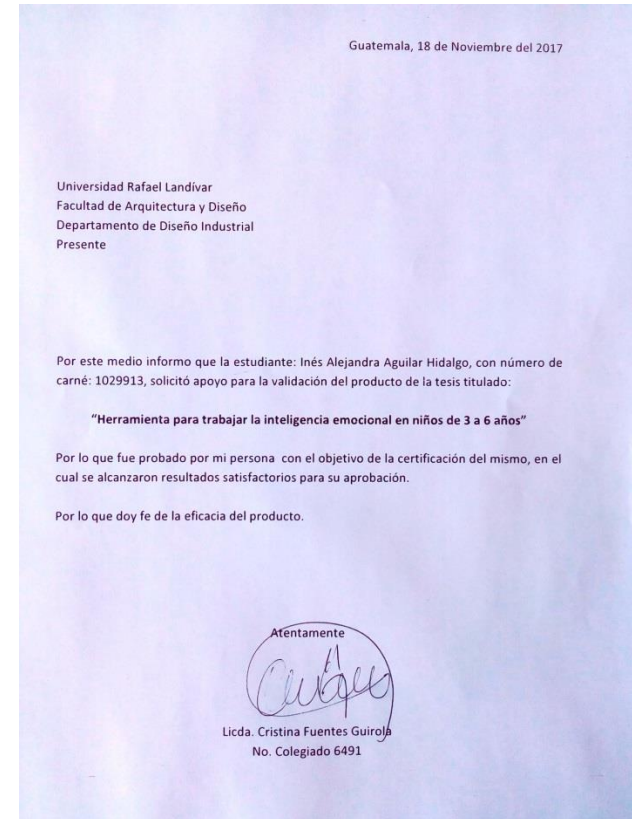 Guatemala, 18 de Noviembre del 2017
Universidad Rafael Landívar
Facultad de Arquitectura y Diseño
Departamento de Diseño Industrial
Presente
Por este medio informo que la estudiante: Inés Alejandra Aguilar Hidalgo, con número de
carné: 1029913, solicitó apoyo para la validación del producto de la tesis titulado:
“Herramienta para trabajar la inteligencia emocional en niños de 3 a 6 años”
Por lo que fue probado por mi persona con el objetivo de la certificación del mismo, en el
cual se alcanzaron resultados satisfactorios para su aprobación.
Por lo que doy fe de la eficacia del producto.
Atentamente
Licda. Cristina Fuentes Guirola
No. Colegiado 6491